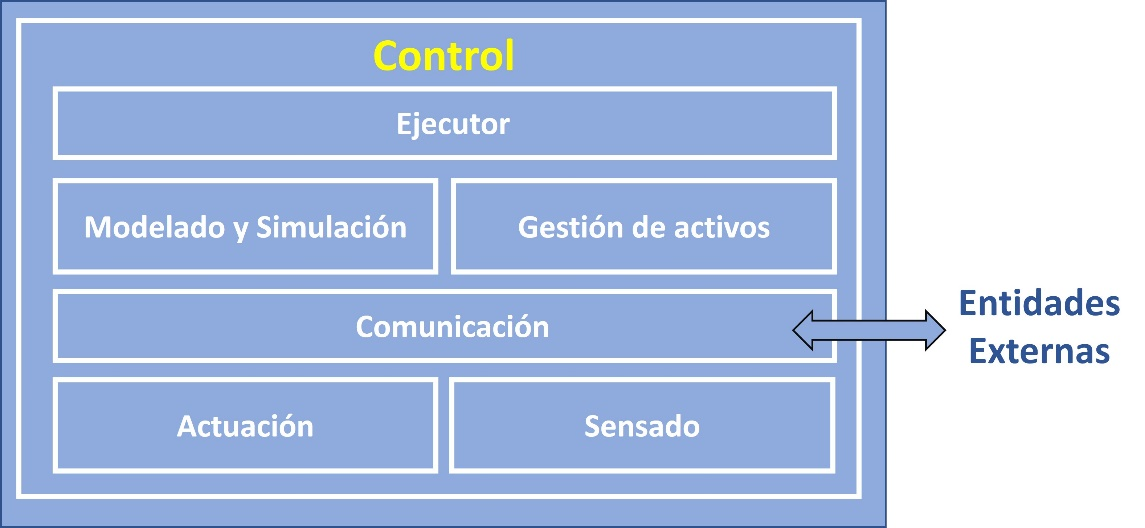 Control
Ejecutor
Modelado y Simulación
Gestión de activos
Comunicación
Entidades
Externas
Actuación
Sensado